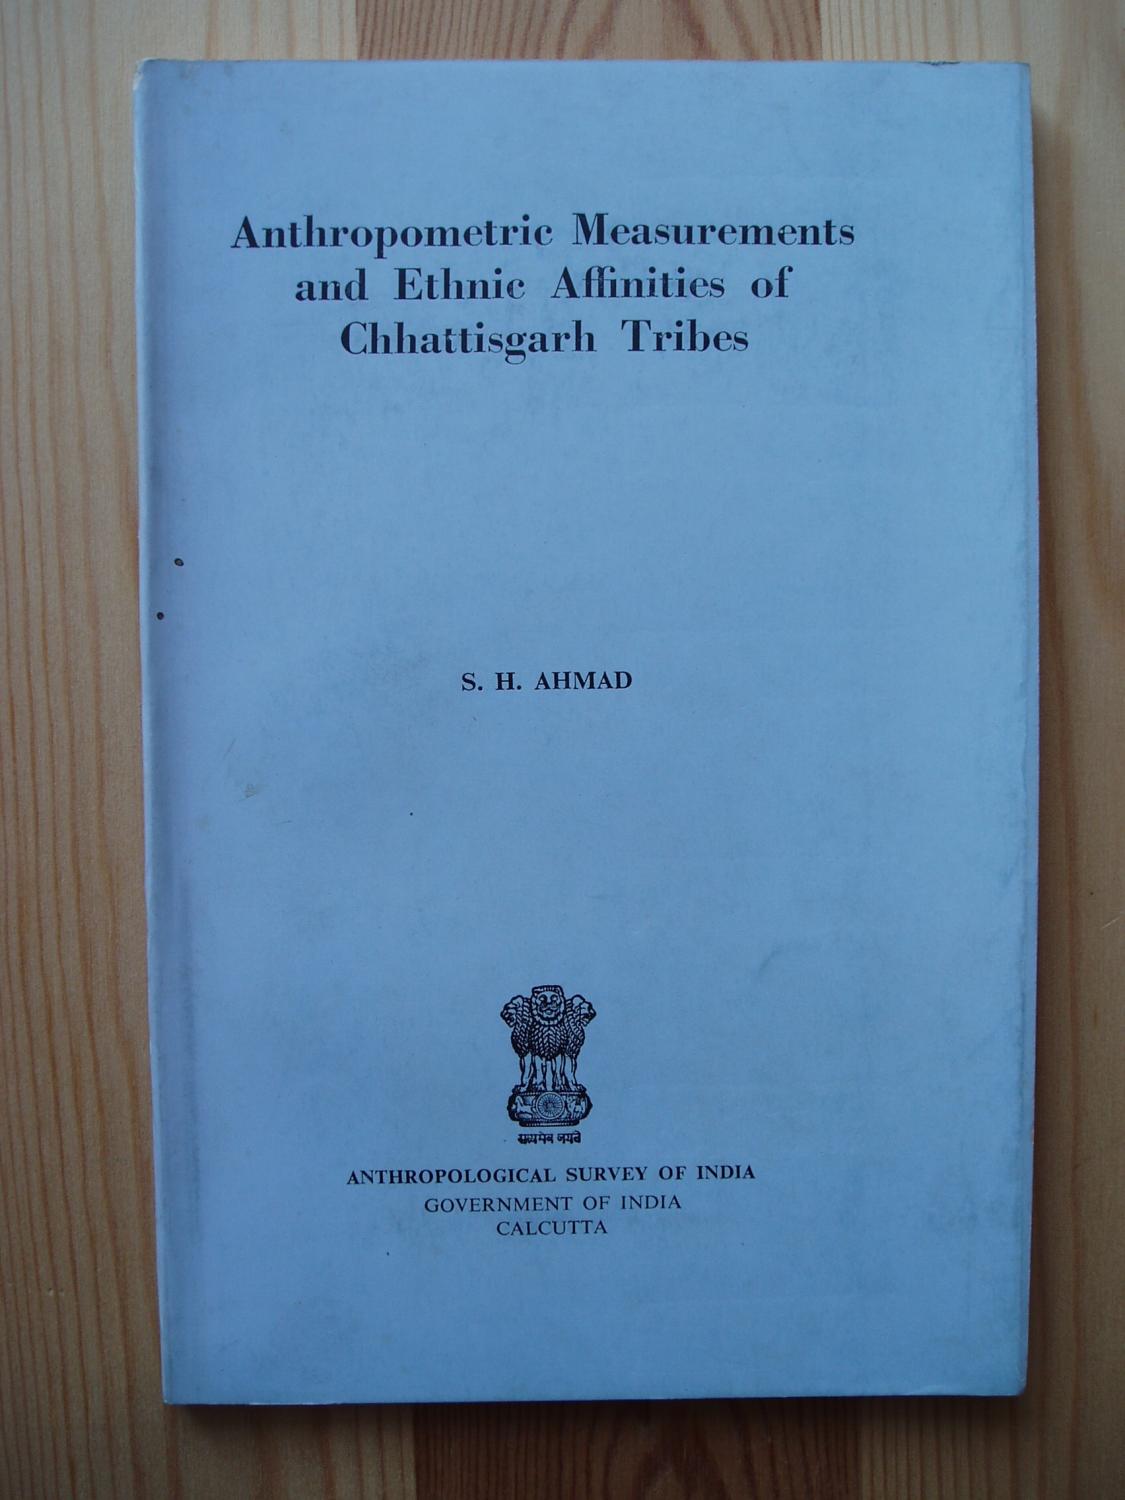 Anthropometric Measurements
and Ethnic Affinities of
Chhattisgarh Tribes
S. H. AHMAD
सत्यमेव जयते
ANTHROPOLOGICAL SURVEY OF INDIA
GOVERNMENT OF INDIA
CALCUTTA